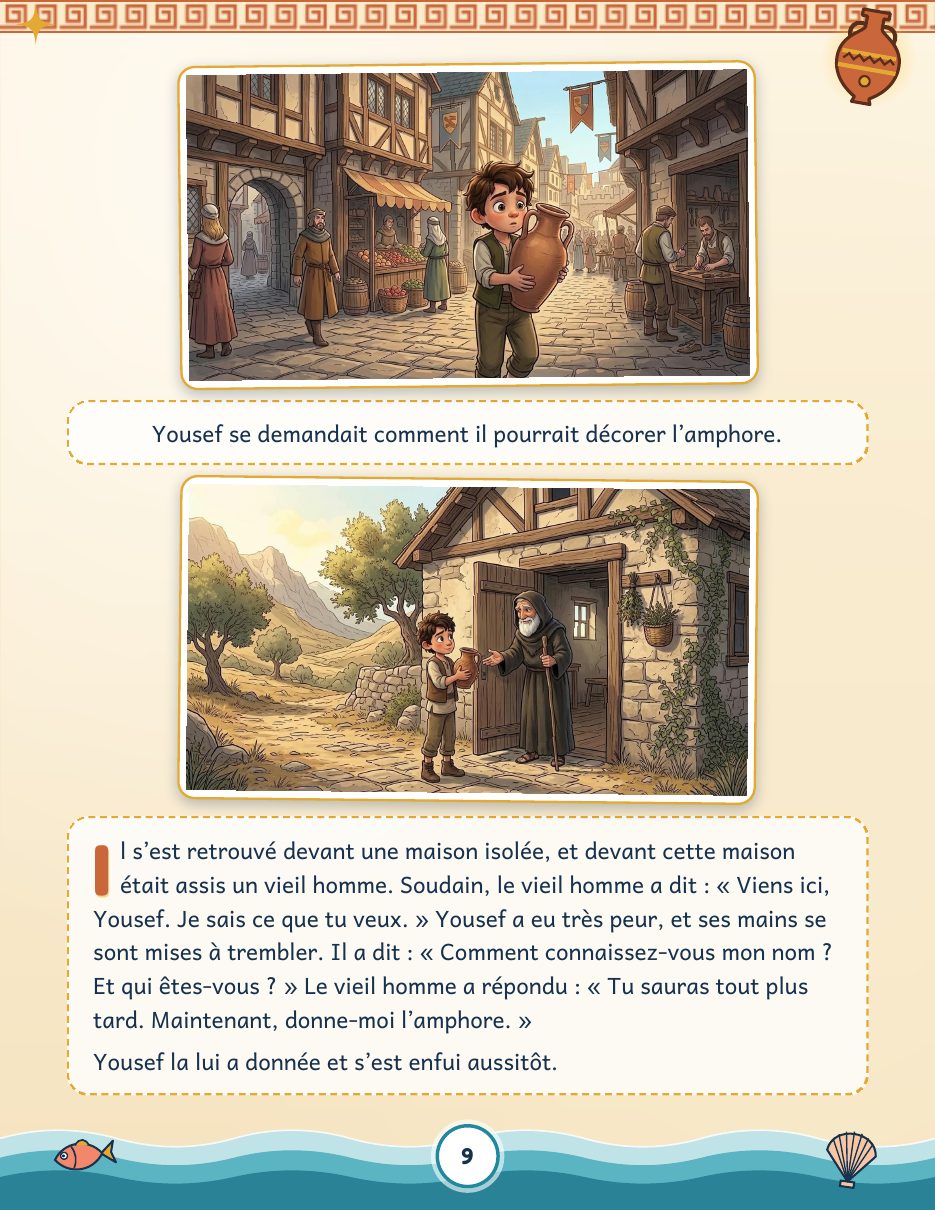 Yousef se demandait comment il pourrait décorer l’amphore.
Il s’est retrouvé devant une maison isolée, et devant cette maison
était assis un vieil homme. Soudain, le vieil homme a dit : « Viens ici,
Yousef. Je sais ce que tu veux. » Yousef a eu très peur, et ses mains se
sont mises à trembler. Il a dit : « Comment connaissez-vous mon nom ?
Et qui êtes-vous ? » Le vieil homme a répondu : « Tu sauras tout plus
tard. Maintenant, donne-moi l’amphore. »
Yousef la lui a donnée et s’est enfui aussitôt.
9